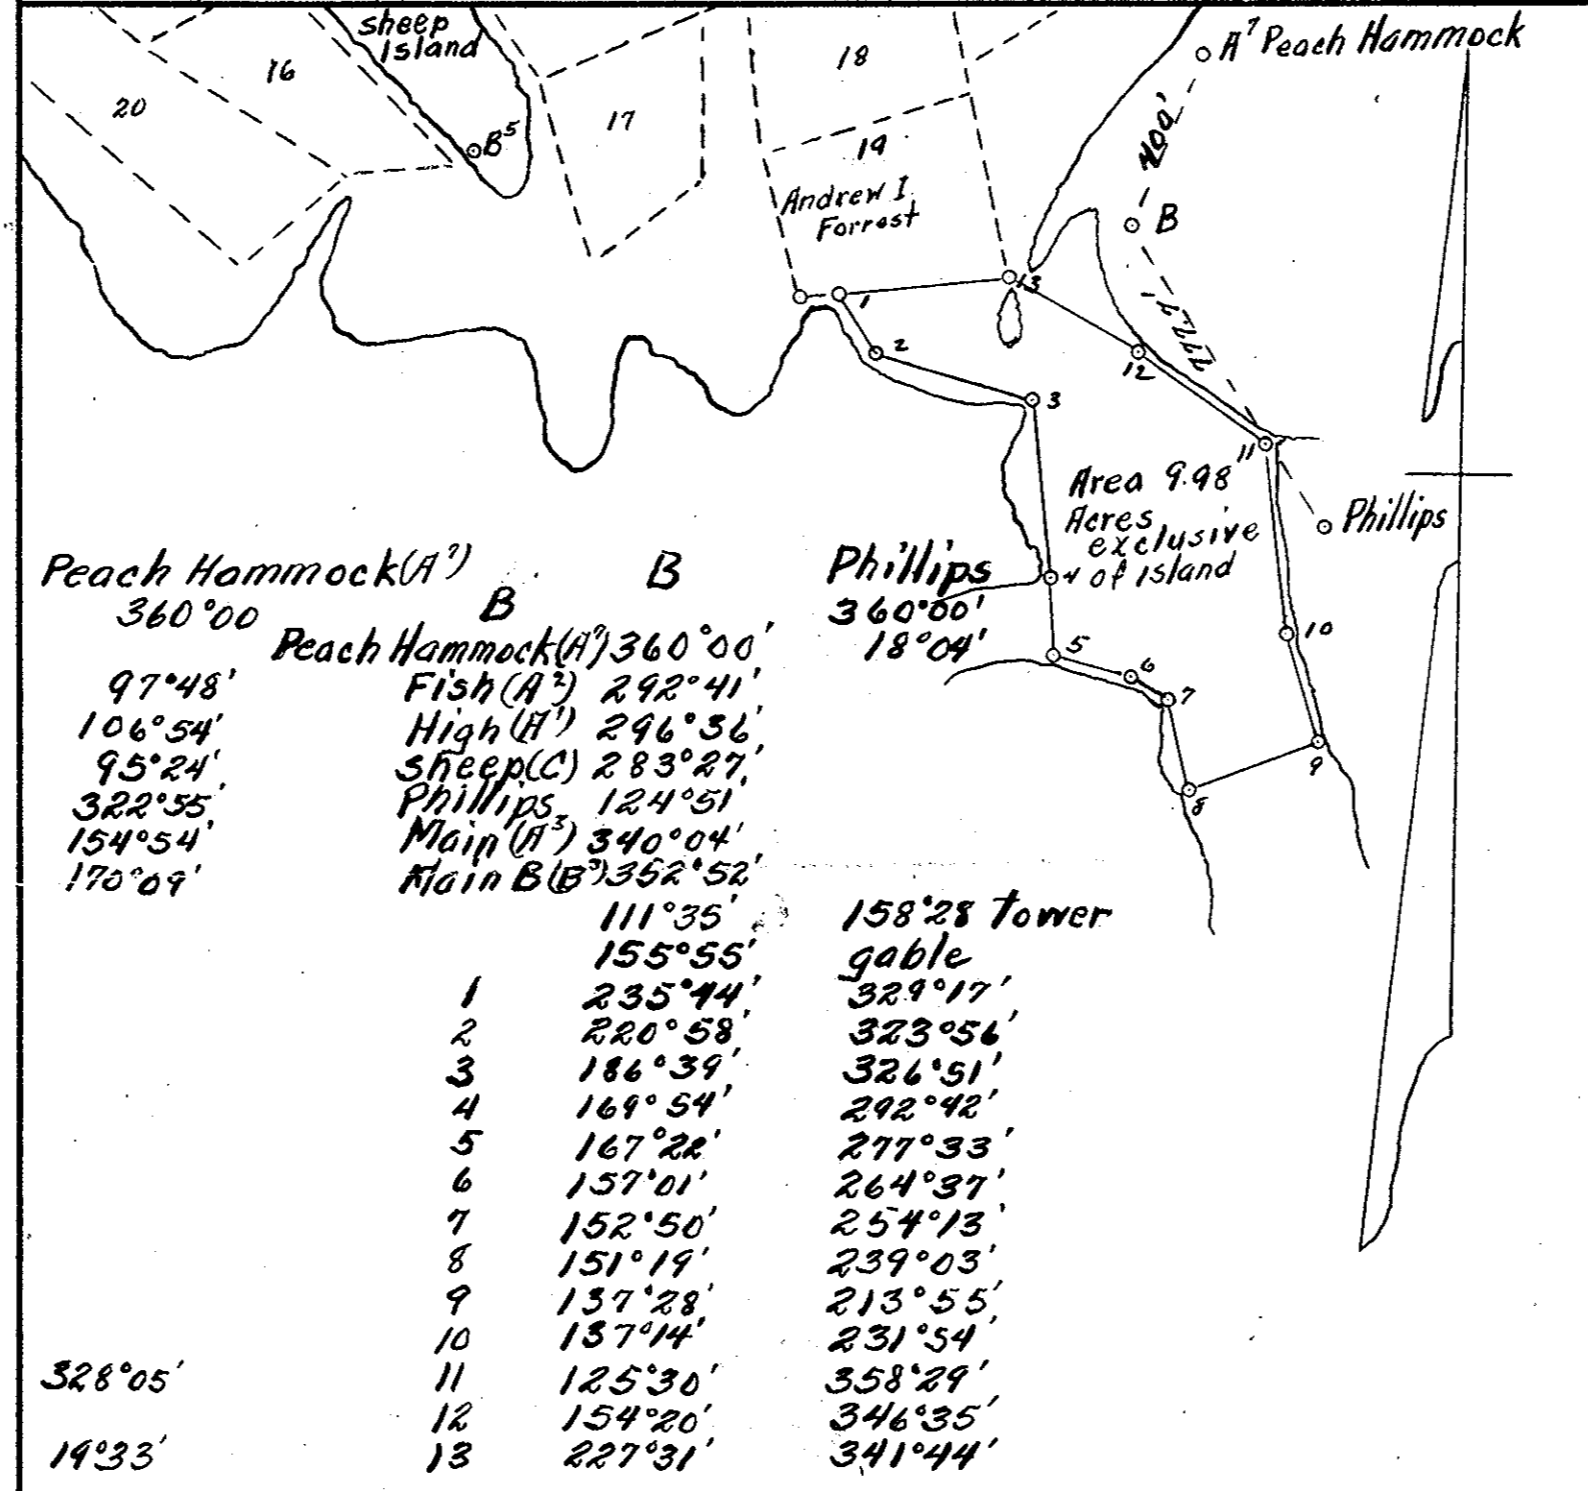 sheep
Island
A⁷ Peach Hammock
16
18
20
B⁵
17
400'
19
Andrew I.
Forrest
B
1
13
2
12
3
11
Area 9.98
Acres
exclusive
of island
Phillips
4
5
6
7
8
9
10
Peach Hammock(A⁷) B Phillips
360°00 B 360°00'
Peach Hammock(A⁷) 360°00' 18°04'
97°48' Fish(A²) 292°41'
106°54' High(A¹) 296°36'
95°24' Sheep(C) 283°27'
322°55' Phillips 124°51'
154°54' Main(A³) 340°04'
170°09' Main B(B³) 352°52'
111°35' 158°28 Tower
155°55' gable
1 235°44' 329°17'
2 220°58' 323°56'
3 186°39' 326°51'
4 169°54' 292°42'
5 167°22' 277°33'
6 157°01' 264°37'
7 152°50' 254°13'
8 151°19' 239°03'
9 137°28' 213°55'
10 137°14' 231°54'
328°05' 11 125°30' 358°29'
12 154°20' 346°35'
19°33' 13 227°31' 341°44'